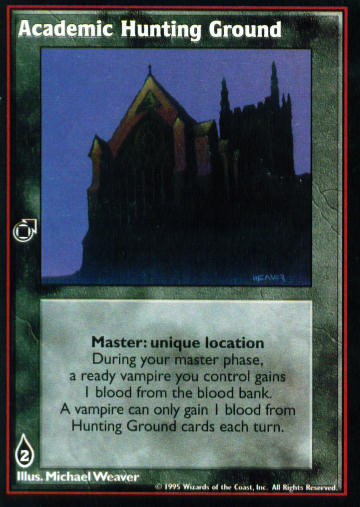 Academic Hunting Ground
WEAVER
Master: unique location
During your master phase,
a ready vampire you control gains
1 blood from the blood bank.
A vampire can only gain 1 blood from
Hunting Ground cards each turn.
2
Illus. Michael Weaver
© 1995 Wizards of the Coast, Inc. All Rights Reserved.